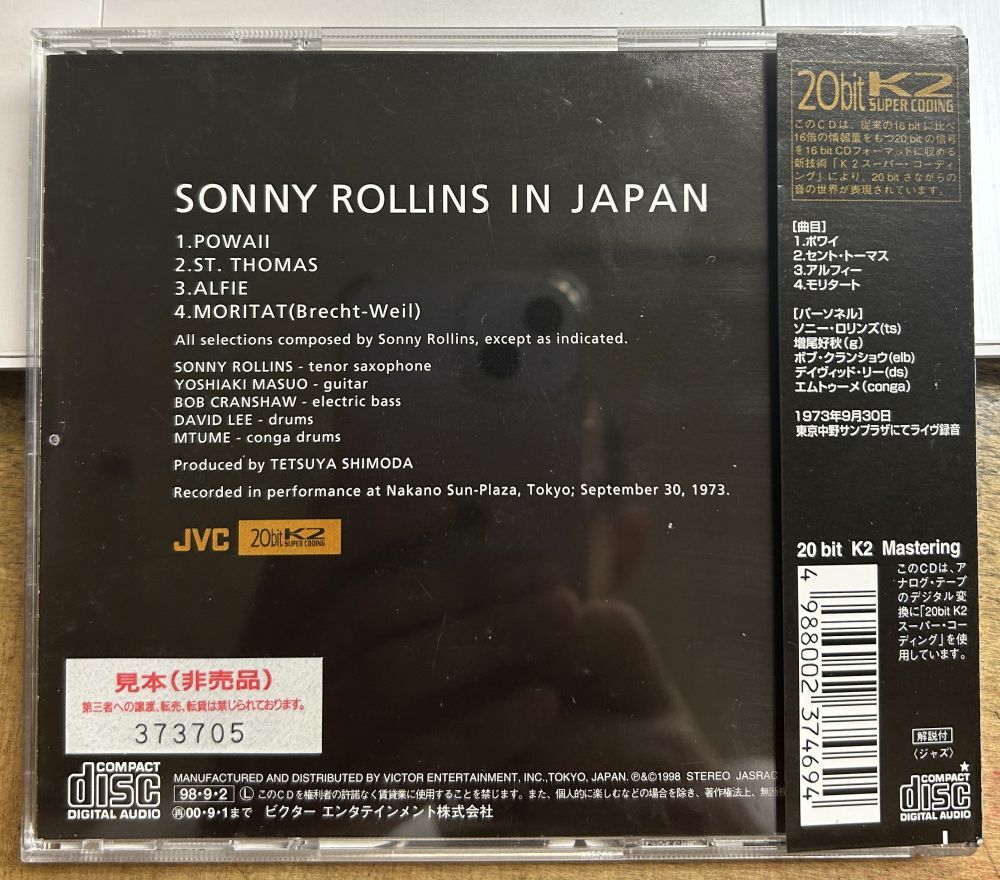 SONNY ROLLINS IN JAPAN
1.POWAII
2.ST. THOMAS
3.ALFIE
4.MORITAT(Brecht-Weil)
All selections composed by Sonny Rollins, except as indicated.
SONNY ROLLINS - tenor saxophone
YOSHIAKI MASUO - guitar
BOB CRANSHAW - electric bass
DAVID LEE - drums
MTUME - conga drums
Produced by TETSUYA SHIMODA
Recorded in performance at Nakano Sun-Plaza, Tokyo; September 30, 1973.
JVC 20bit K2 SUPER CODING
見本(非売品)
第三者への譲渡、転売、転貸は禁じられております。
373705
COMPACT
disc
DIGITAL AUDIO
MANUFACTURED AND DISTRIBUTED BY VICTOR ENTERTAINMENT, INC.,TOKYO, JAPAN. ℗&©1998 STEREO JASRAC
98・9・2 Ⓛ このCDを権利者の許諾なく賃貸業に使用することを禁じます。また、個人的に楽しむなどの場合を除き、著作権法上、無断
㊞00・9・1まで ビクター エンタテインメント株式会社
20bit K2
SUPER CODING
このCDは、従来の16 bitに比べ
16倍の情報量をもつ20 bitの信号
を16 bit CDフォーマットに収める
新技術「K2スーパー・コーディ
ング」により、20 bitさながらの
音の世界が表現されています。
[曲目]
1.ポワイ
2.セント・トーマス
3.アルフィー
4.モリタート
[パーソネル]
ソニー・ロリンズ(ts)
増尾好秋(g)
ボブ・クランショウ(elb)
デイヴィッド・リー(ds)
エムトゥーメ(conga)
1973年9月30日
東京中野サンプラザにてライヴ録音
20 bit K2 Mastering
このCDは、ア
ナログ・テープ
のデジタル変
換に「20bit K2
スーパー・コー
ディング」を使
用しています。
4 988002 374694
解説付
〈ジャズ〉
★
COMPACT
disc
DIGITAL AUDIO